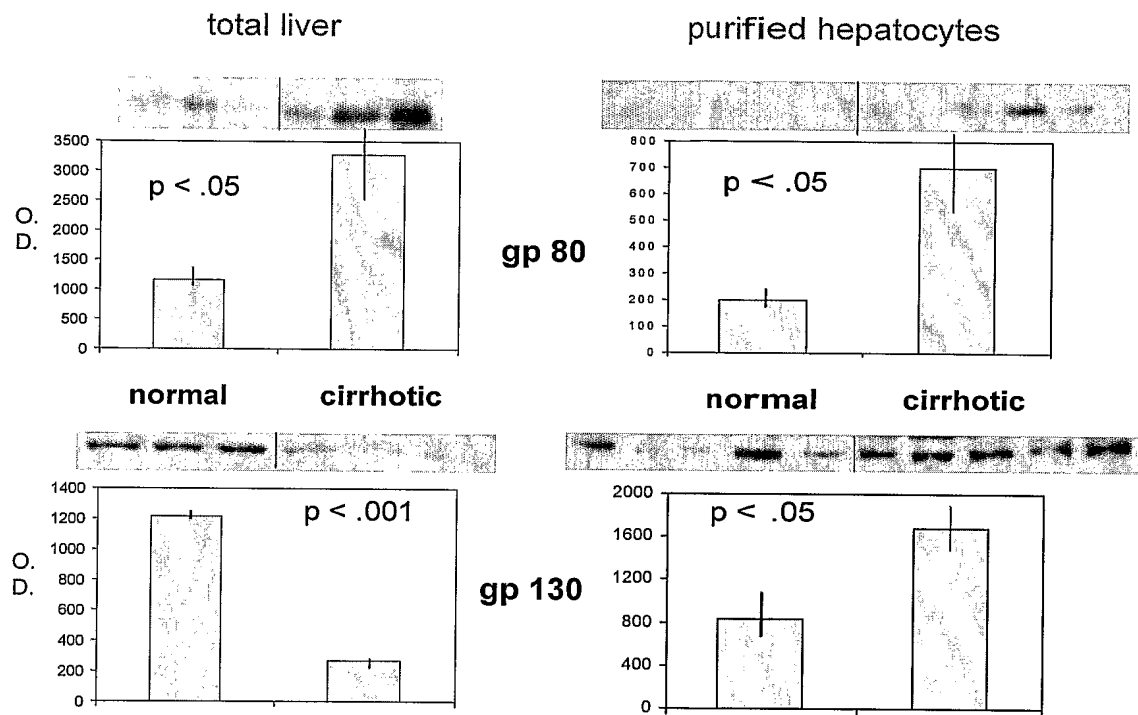 total liver
purified hepatocytes
3500
3000
2500
2000
1500
1000
500
0
O.
D.
p < .05
gp 80
800
700
600
500
400
300
200
100
0
p < .05
normal
cirrhotic
normal
cirrhotic
1400
1200
1000
800
600
400
200
0
O.
D.
p < .001
gp 130
2000
1600
1200
800
400
0
p < .05